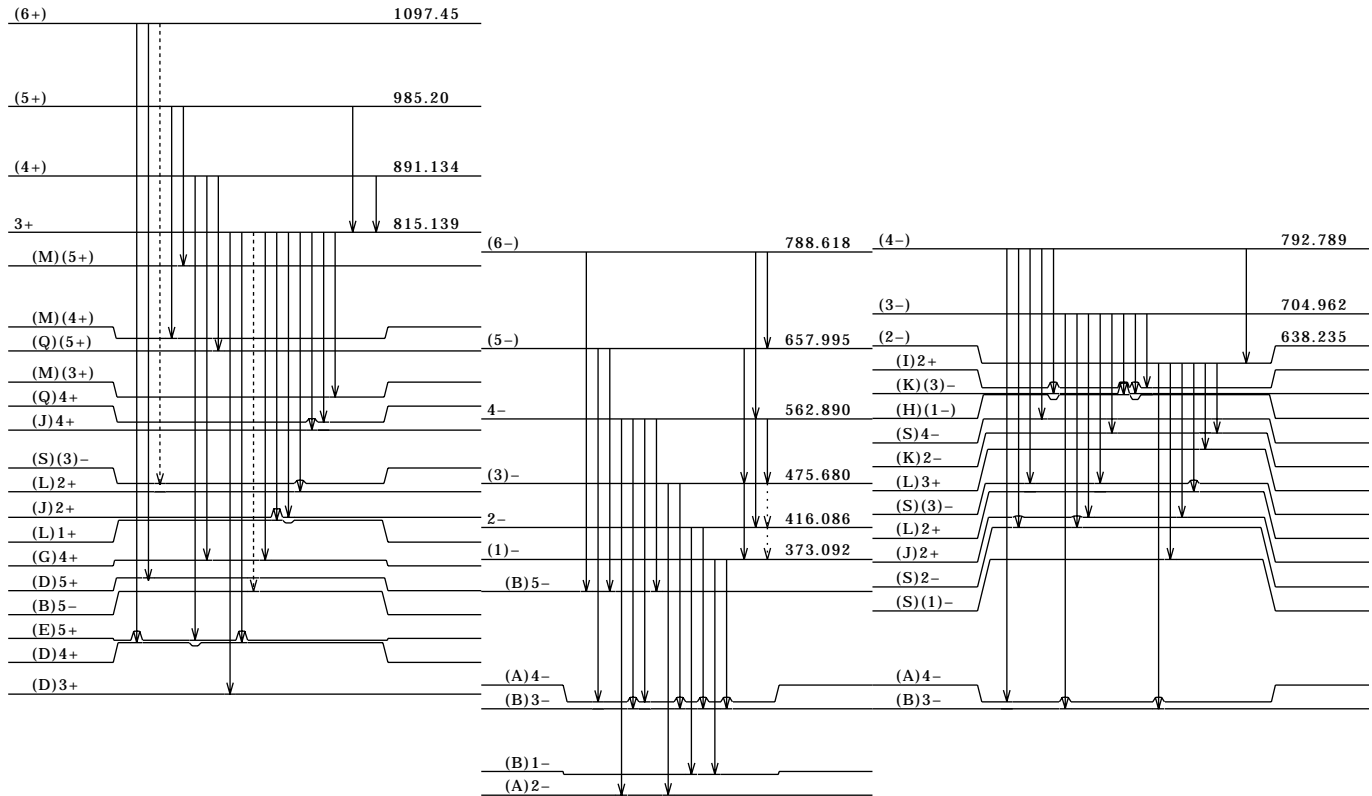 (6+) 1097.45
(5+) 985.20
(4+) 891.134
3+ 815.139
(M)(5+)
(M)(4+)
(Q)(5+)
(M)(3+)
(Q)4+
(J)4+
(S)(3)−
(L)2+
(J)2+
(L)1+
(G)4+
(D)5+
(B)5−
(E)5+
(D)4+
(D)3+
(6−) 788.618
(5−) 657.995
4− 562.890
(3)− 475.680
2− 416.086
(1)− 373.092
(B)5−
(A)4−
(B)3−
(B)1−
(A)2−
(4−) 792.789
(3−) 704.962
(2−) 638.235
(I)2+
(K)(3)−
(H)(1−)
(S)4−
(K)2−
(L)3+
(S)(3)−
(L)2+
(J)2+
(S)2−
(S)(1)−
(A)4−
(B)3−